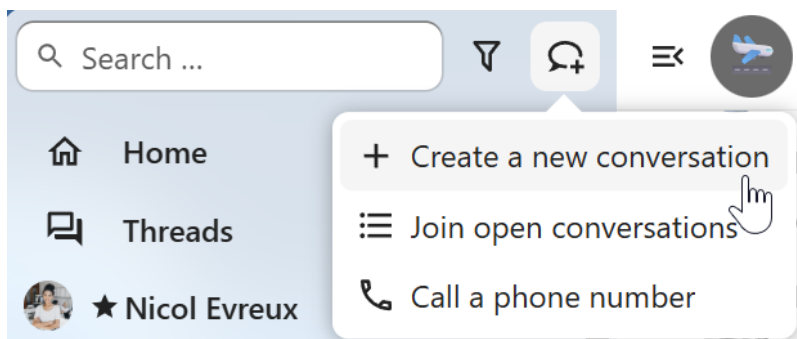 Search ...
Home
Threads
Nicol Evreux
Create a new conversation
Join open conversations
Call a phone number